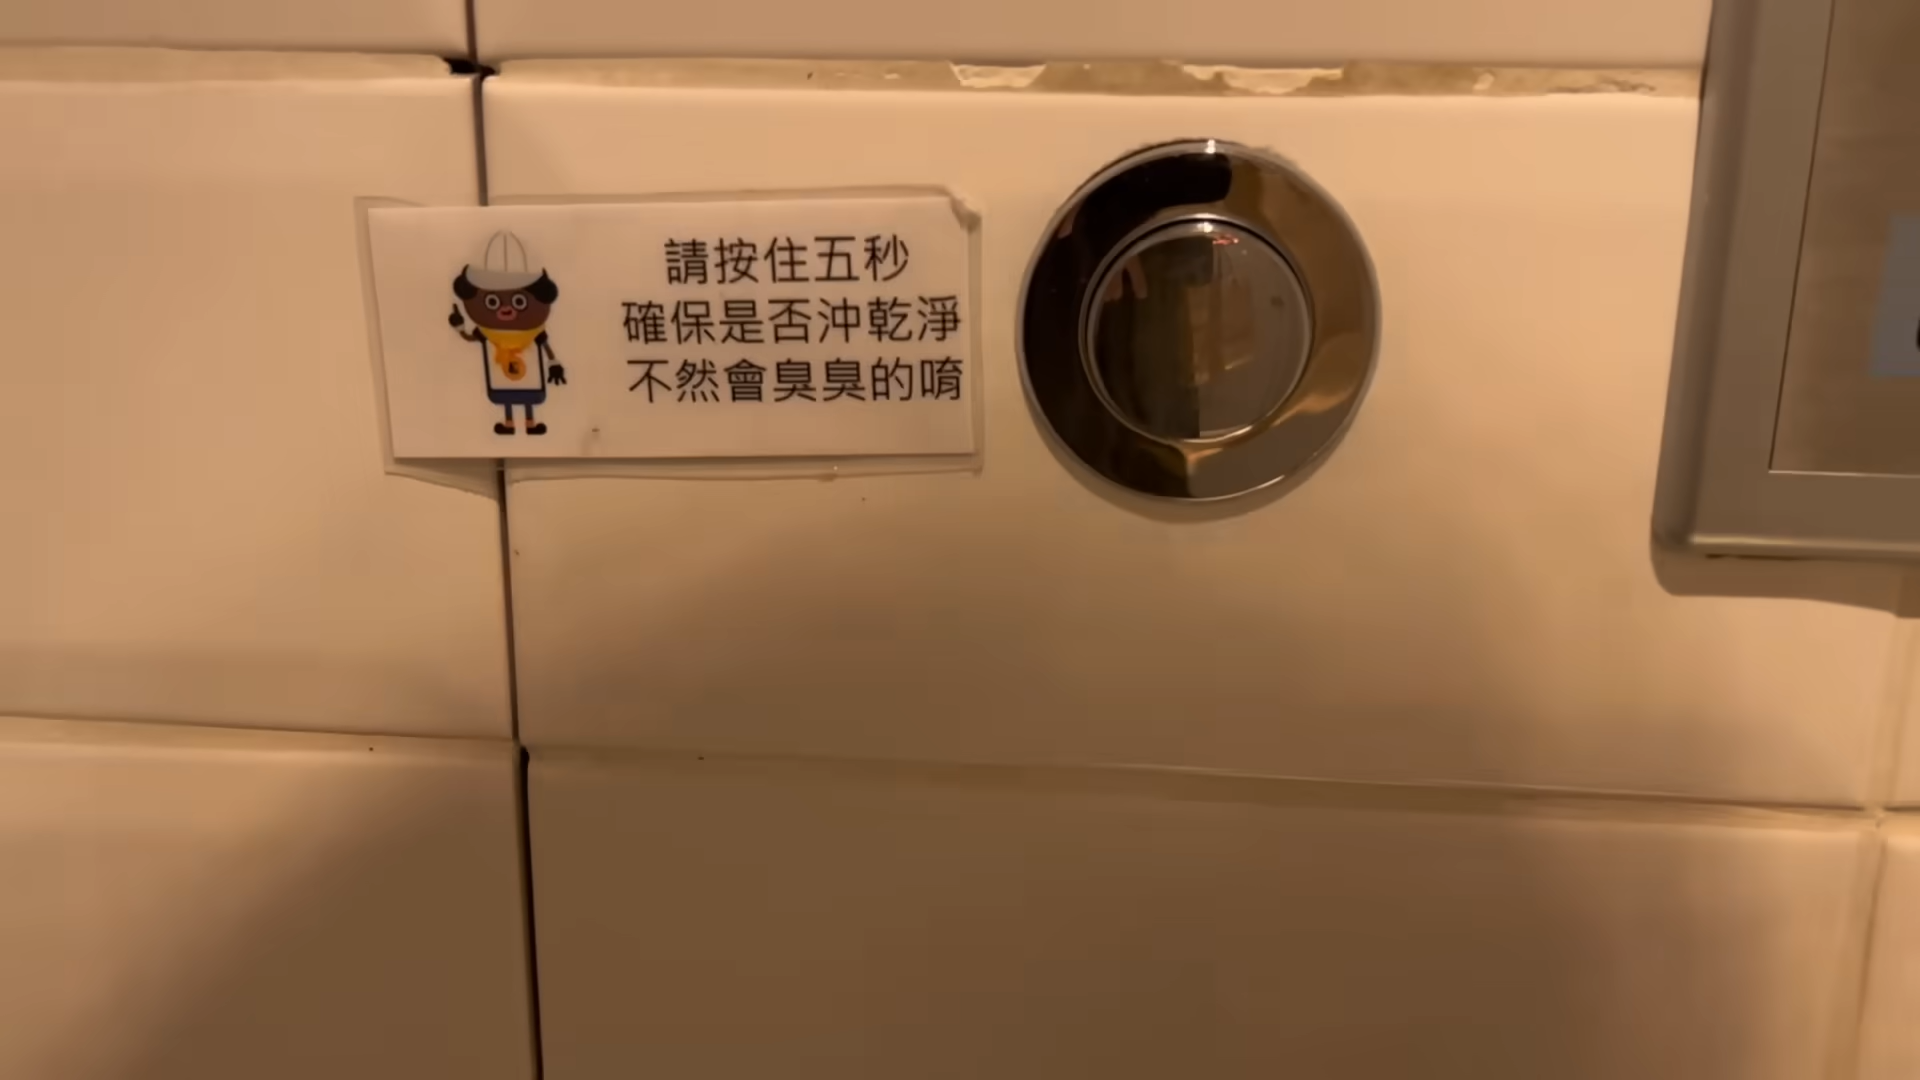 請按住五秒
確保是否沖乾淨
不然會臭臭的唷